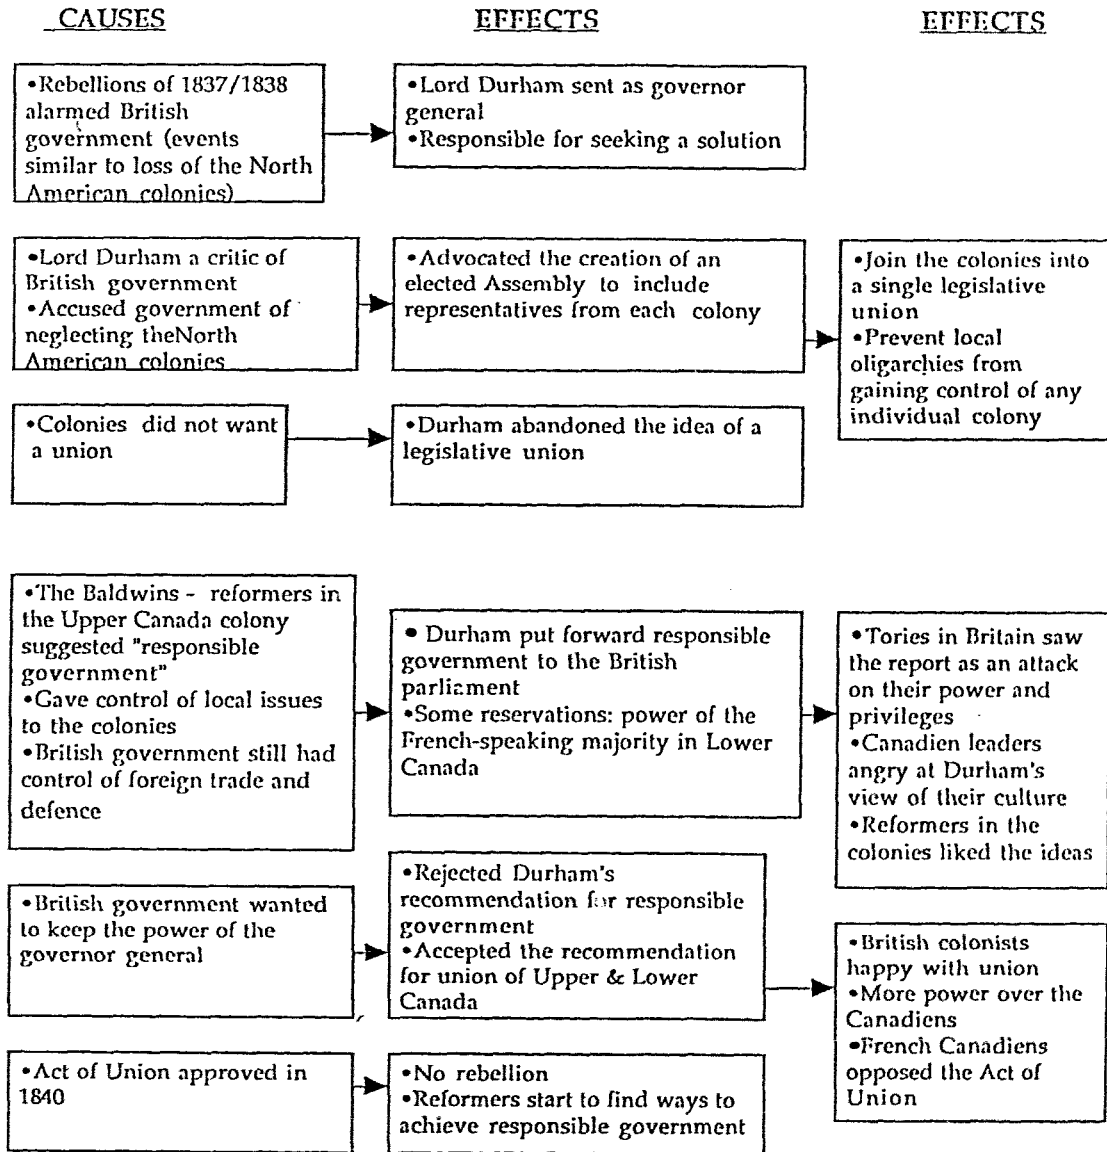 CAUSES
EFFECTS
EFFECTS
•Rebellions of 1837/1838
alarmed British
government (events
similar to loss of the North
American colonies)
•Lord Durham sent as governor
general
•Responsible for seeking a solution
•Lord Durham a critic of
British government
•Accused government of
neglecting theNorth
American colonies
•Advocated the creation of an
elected Assembly to include
representatives from each colony
•Join the colonies into
a single legislative
union
•Prevent local
oligarchies from
gaining control of any
individual colony
•Colonies did not want
a union
•Durham abandoned the idea of a
legislative union
•The Baldwins - reformers in
the Upper Canada colony
suggested "responsible
government"
•Gave control of local issues
to the colonies
•British government still had
control of foreign trade and
defence
• Durham put forward responsible
government to the British
parliament
•Some reservations: power of the
French-speaking majority in Lower
Canada
•Tories in Britain saw
the report as an attack
on their power and
privileges
•Canadien leaders
angry at Durham's
view of their culture
•Reformers in the
colonies liked the ideas
•British government wanted
to keep the power of the
governor general
•Rejected Durham's
recommendation for responsible
government
•Accepted the recommendation
for union of Upper & Lower
Canada
•British colonists
happy with union
•More power over the
Canadiens
•French Canadiens
opposed the Act of
Union
•Act of Union approved in
1840
•No rebellion
•Reformers start to find ways to
achieve responsible government